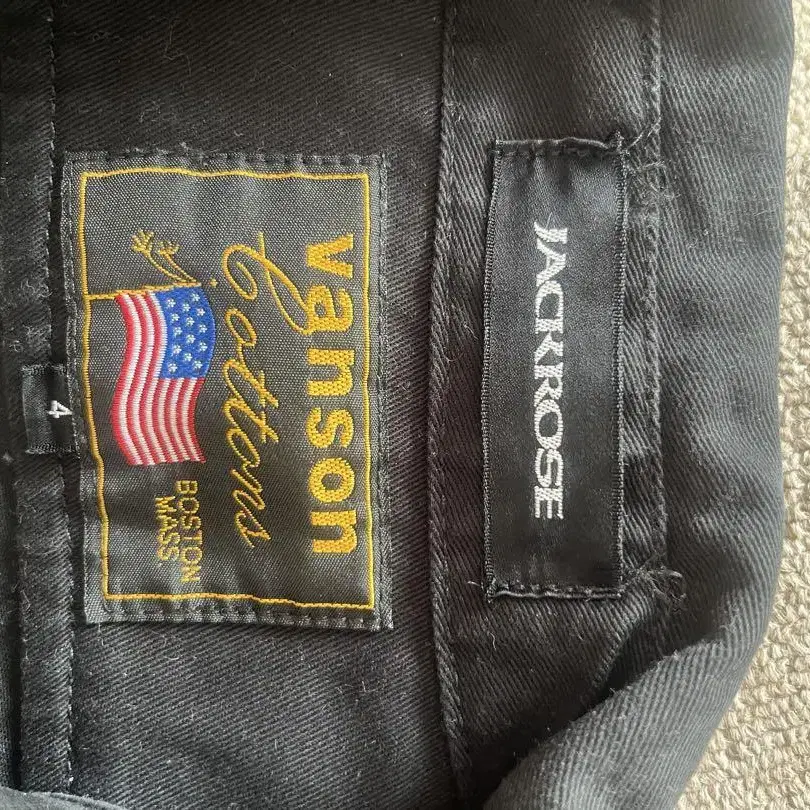 JACKROSE
vanson
Cottons
BOSTON
MASS.
4